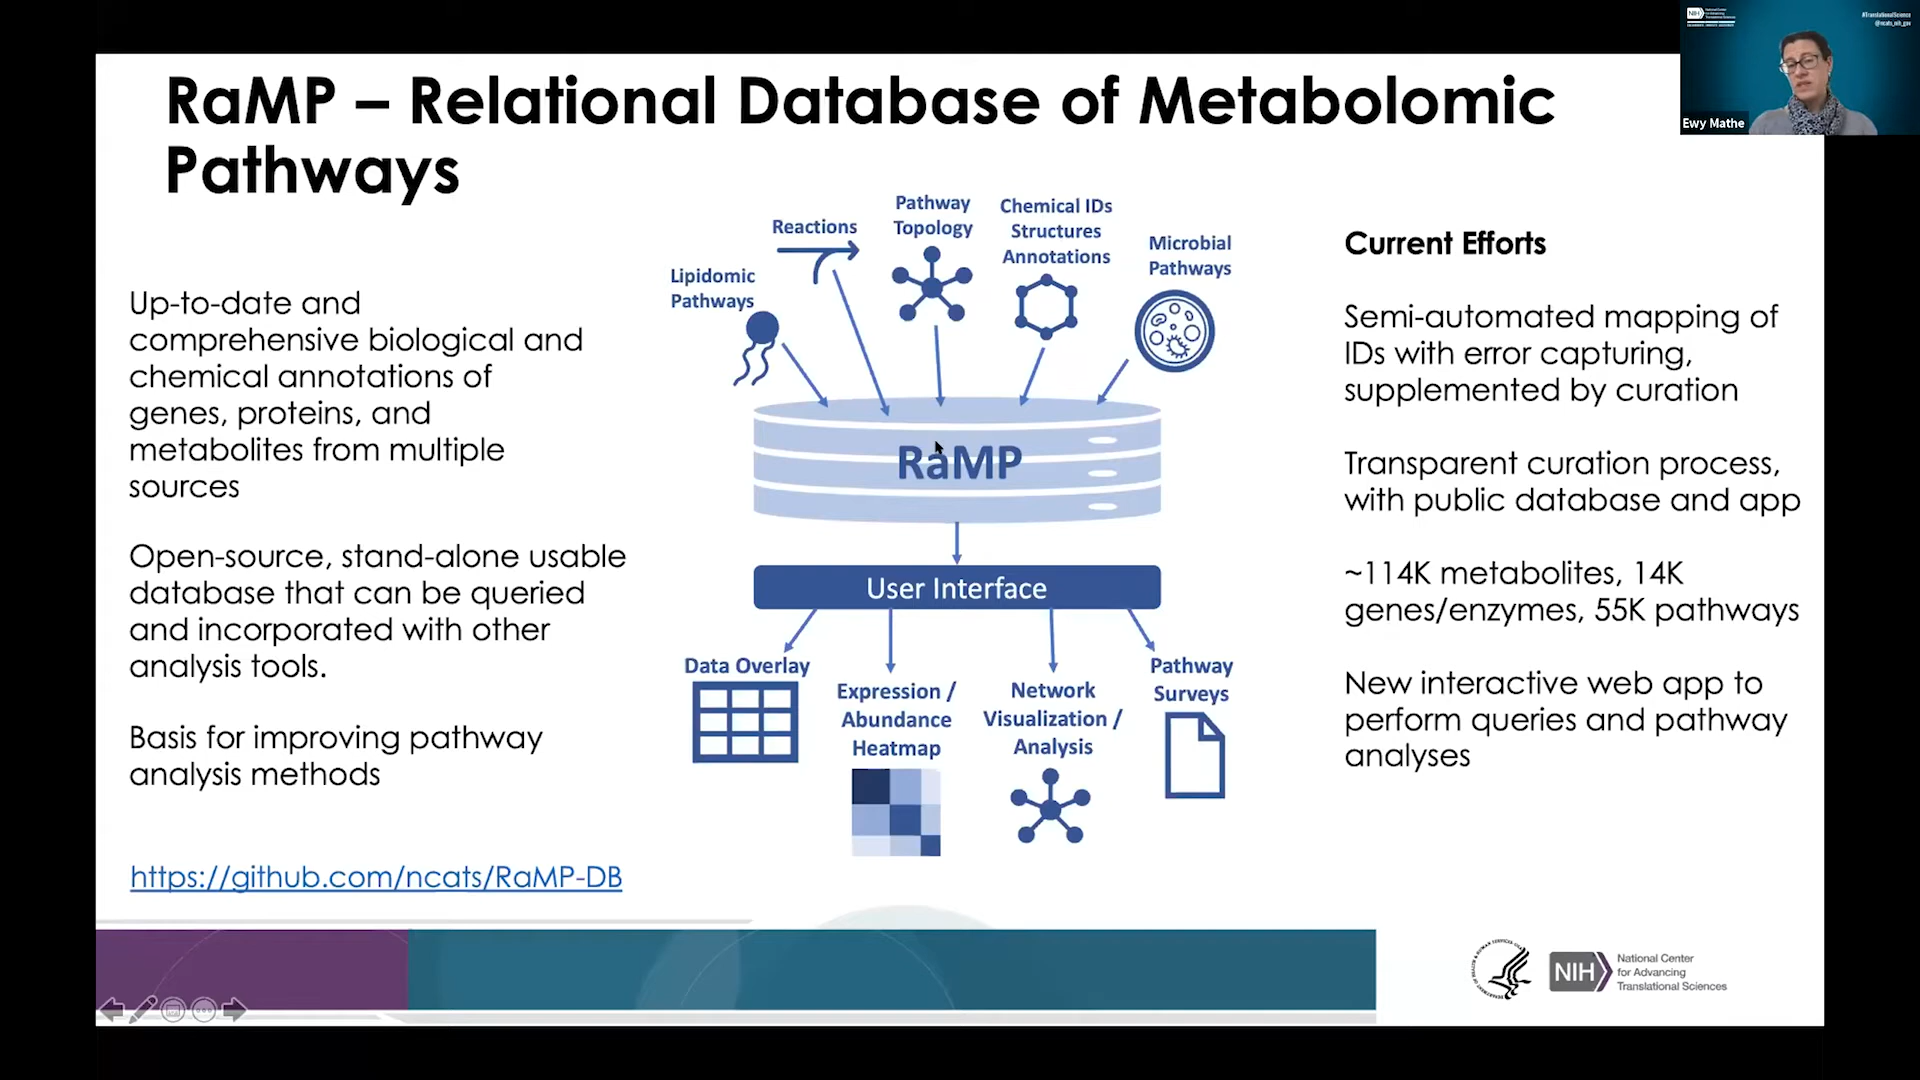 RaMP – Relational Database of Metabolomic
Pathways
Up-to-date and
comprehensive biological and
chemical annotations of
genes, proteins, and
metabolites from multiple
sources
Open-source, stand-alone usable
database that can be queried
and incorporated with other
analysis tools.
Basis for improving pathway
analysis methods
https://github.com/ncats/RaMP-DB
Lipidomic
Pathways
Reactions
Pathway
Topology
Chemical IDs
Structures
Annotations
Microbial
Pathways
RaMP
User Interface
Data Overlay
Expression /
Abundance
Heatmap
Network
Visualization /
Analysis
Pathway
Surveys
Current Efforts
Semi-automated mapping of
IDs with error capturing,
supplemented by curation
Transparent curation process,
with public database and app
~114K metabolites, 14K
genes/enzymes, 55K pathways
New interactive web app to
perform queries and pathway
analyses
NIH
National Center
for Advancing
Translational Sciences
NIH
#TranslationalScience
@ncats_nih_gov
Ewy Mathe